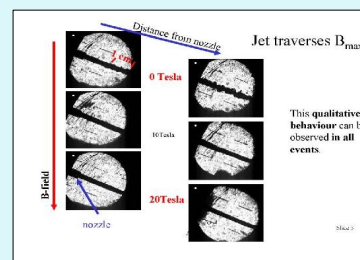 Distance from nozzle
Jet traverses Bmax
1 cm
0 Tesla
This qualitative
behaviour can b
observed in all
events.
10Tesla
B-field
20Tesla
nozzle